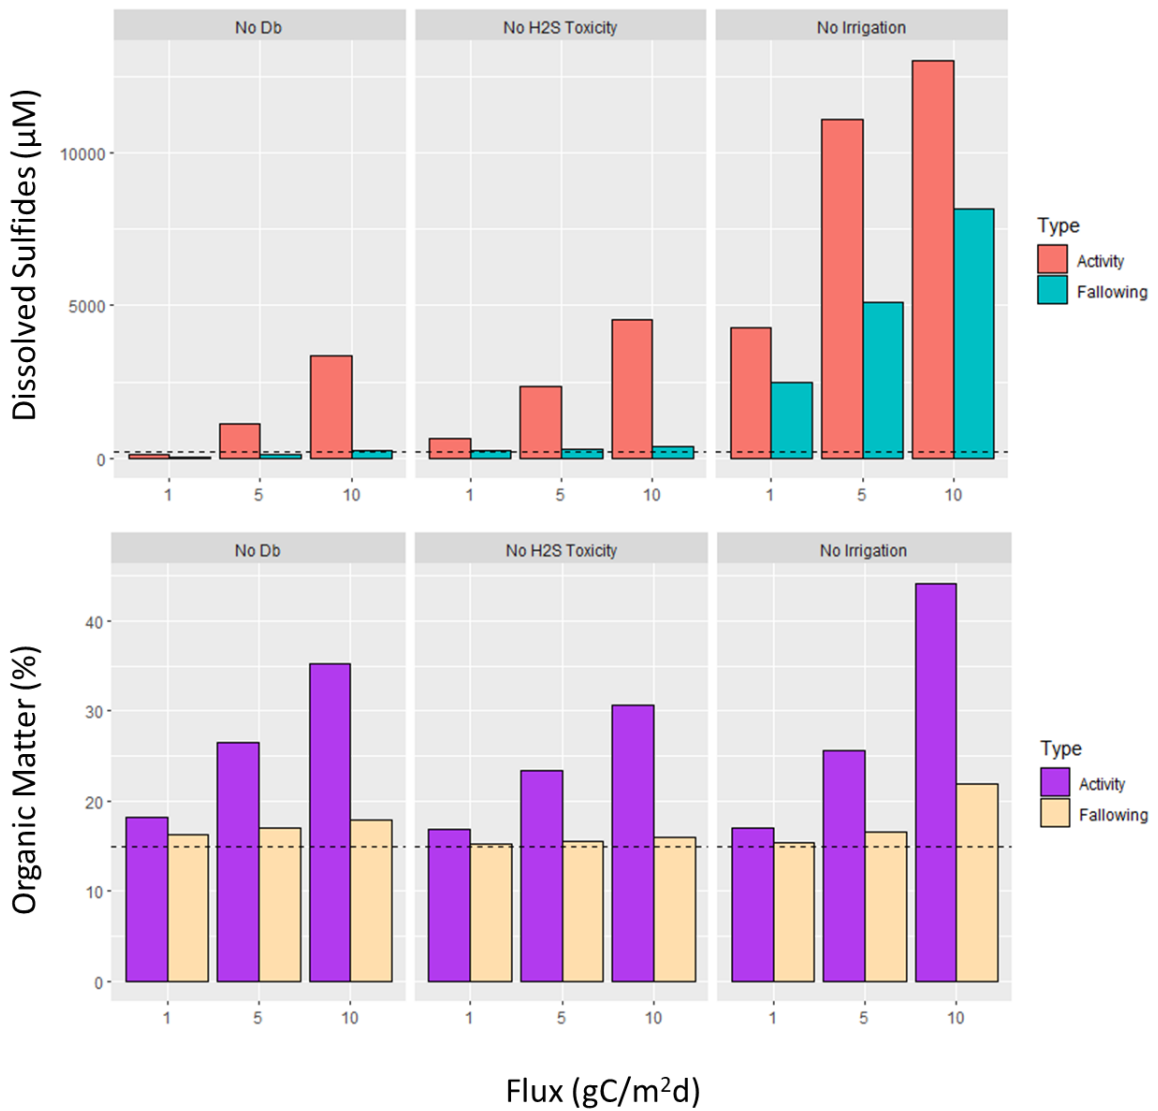 No Db
No H2S Toxicity
No Irrigation
Dissolved Sulfides (µM)
10000
5000
0
1
5
10
1
5
10
1
5
10
Type
Activity
Fallowing
No Db
No H2S Toxicity
No Irrigation
Organic Matter (%)
40
30
20
10
0
1
5
10
1
5
10
1
5
10
Type
Activity
Fallowing
Flux (gC/m²d)